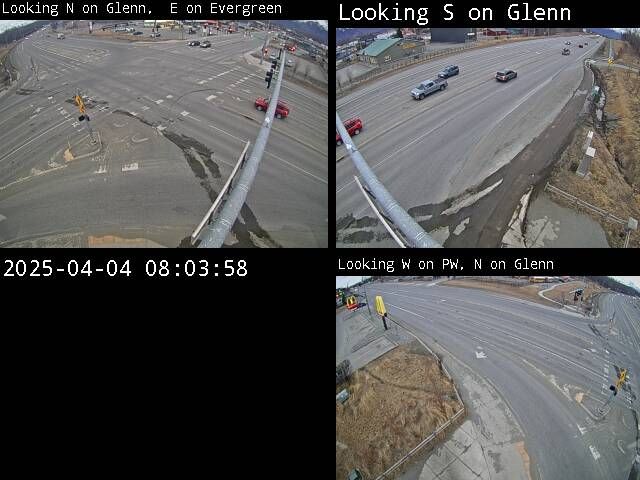 Looking N on Glenn,  E on Evergreen
Looking S on Glenn
2025-04-04 08:03:58
Looking W on PW, N on Glenn